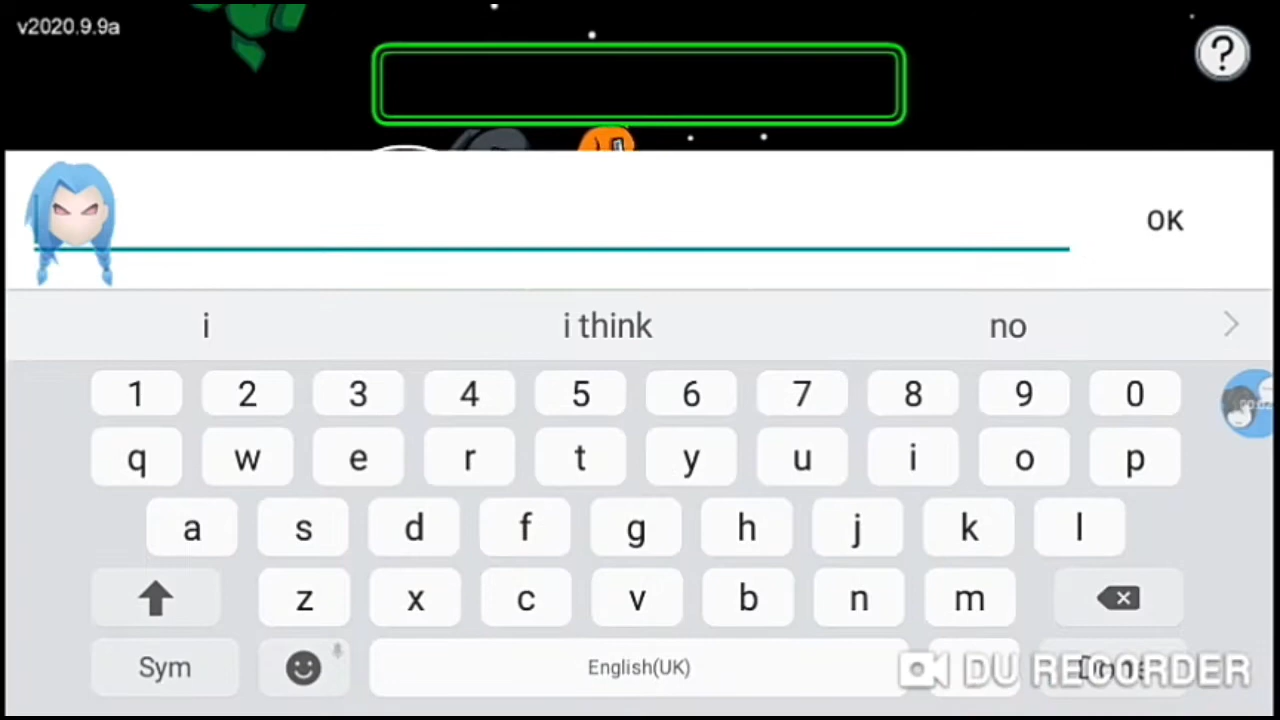 v2020.9.9a
?
OK
i
i think
no
1 2 3 4 5 6 7 8 9 0
q w e r t y u i o p
a s d f g h j k l
z x c v b n m
Sym
English(UK)
Done
DU RECORDER